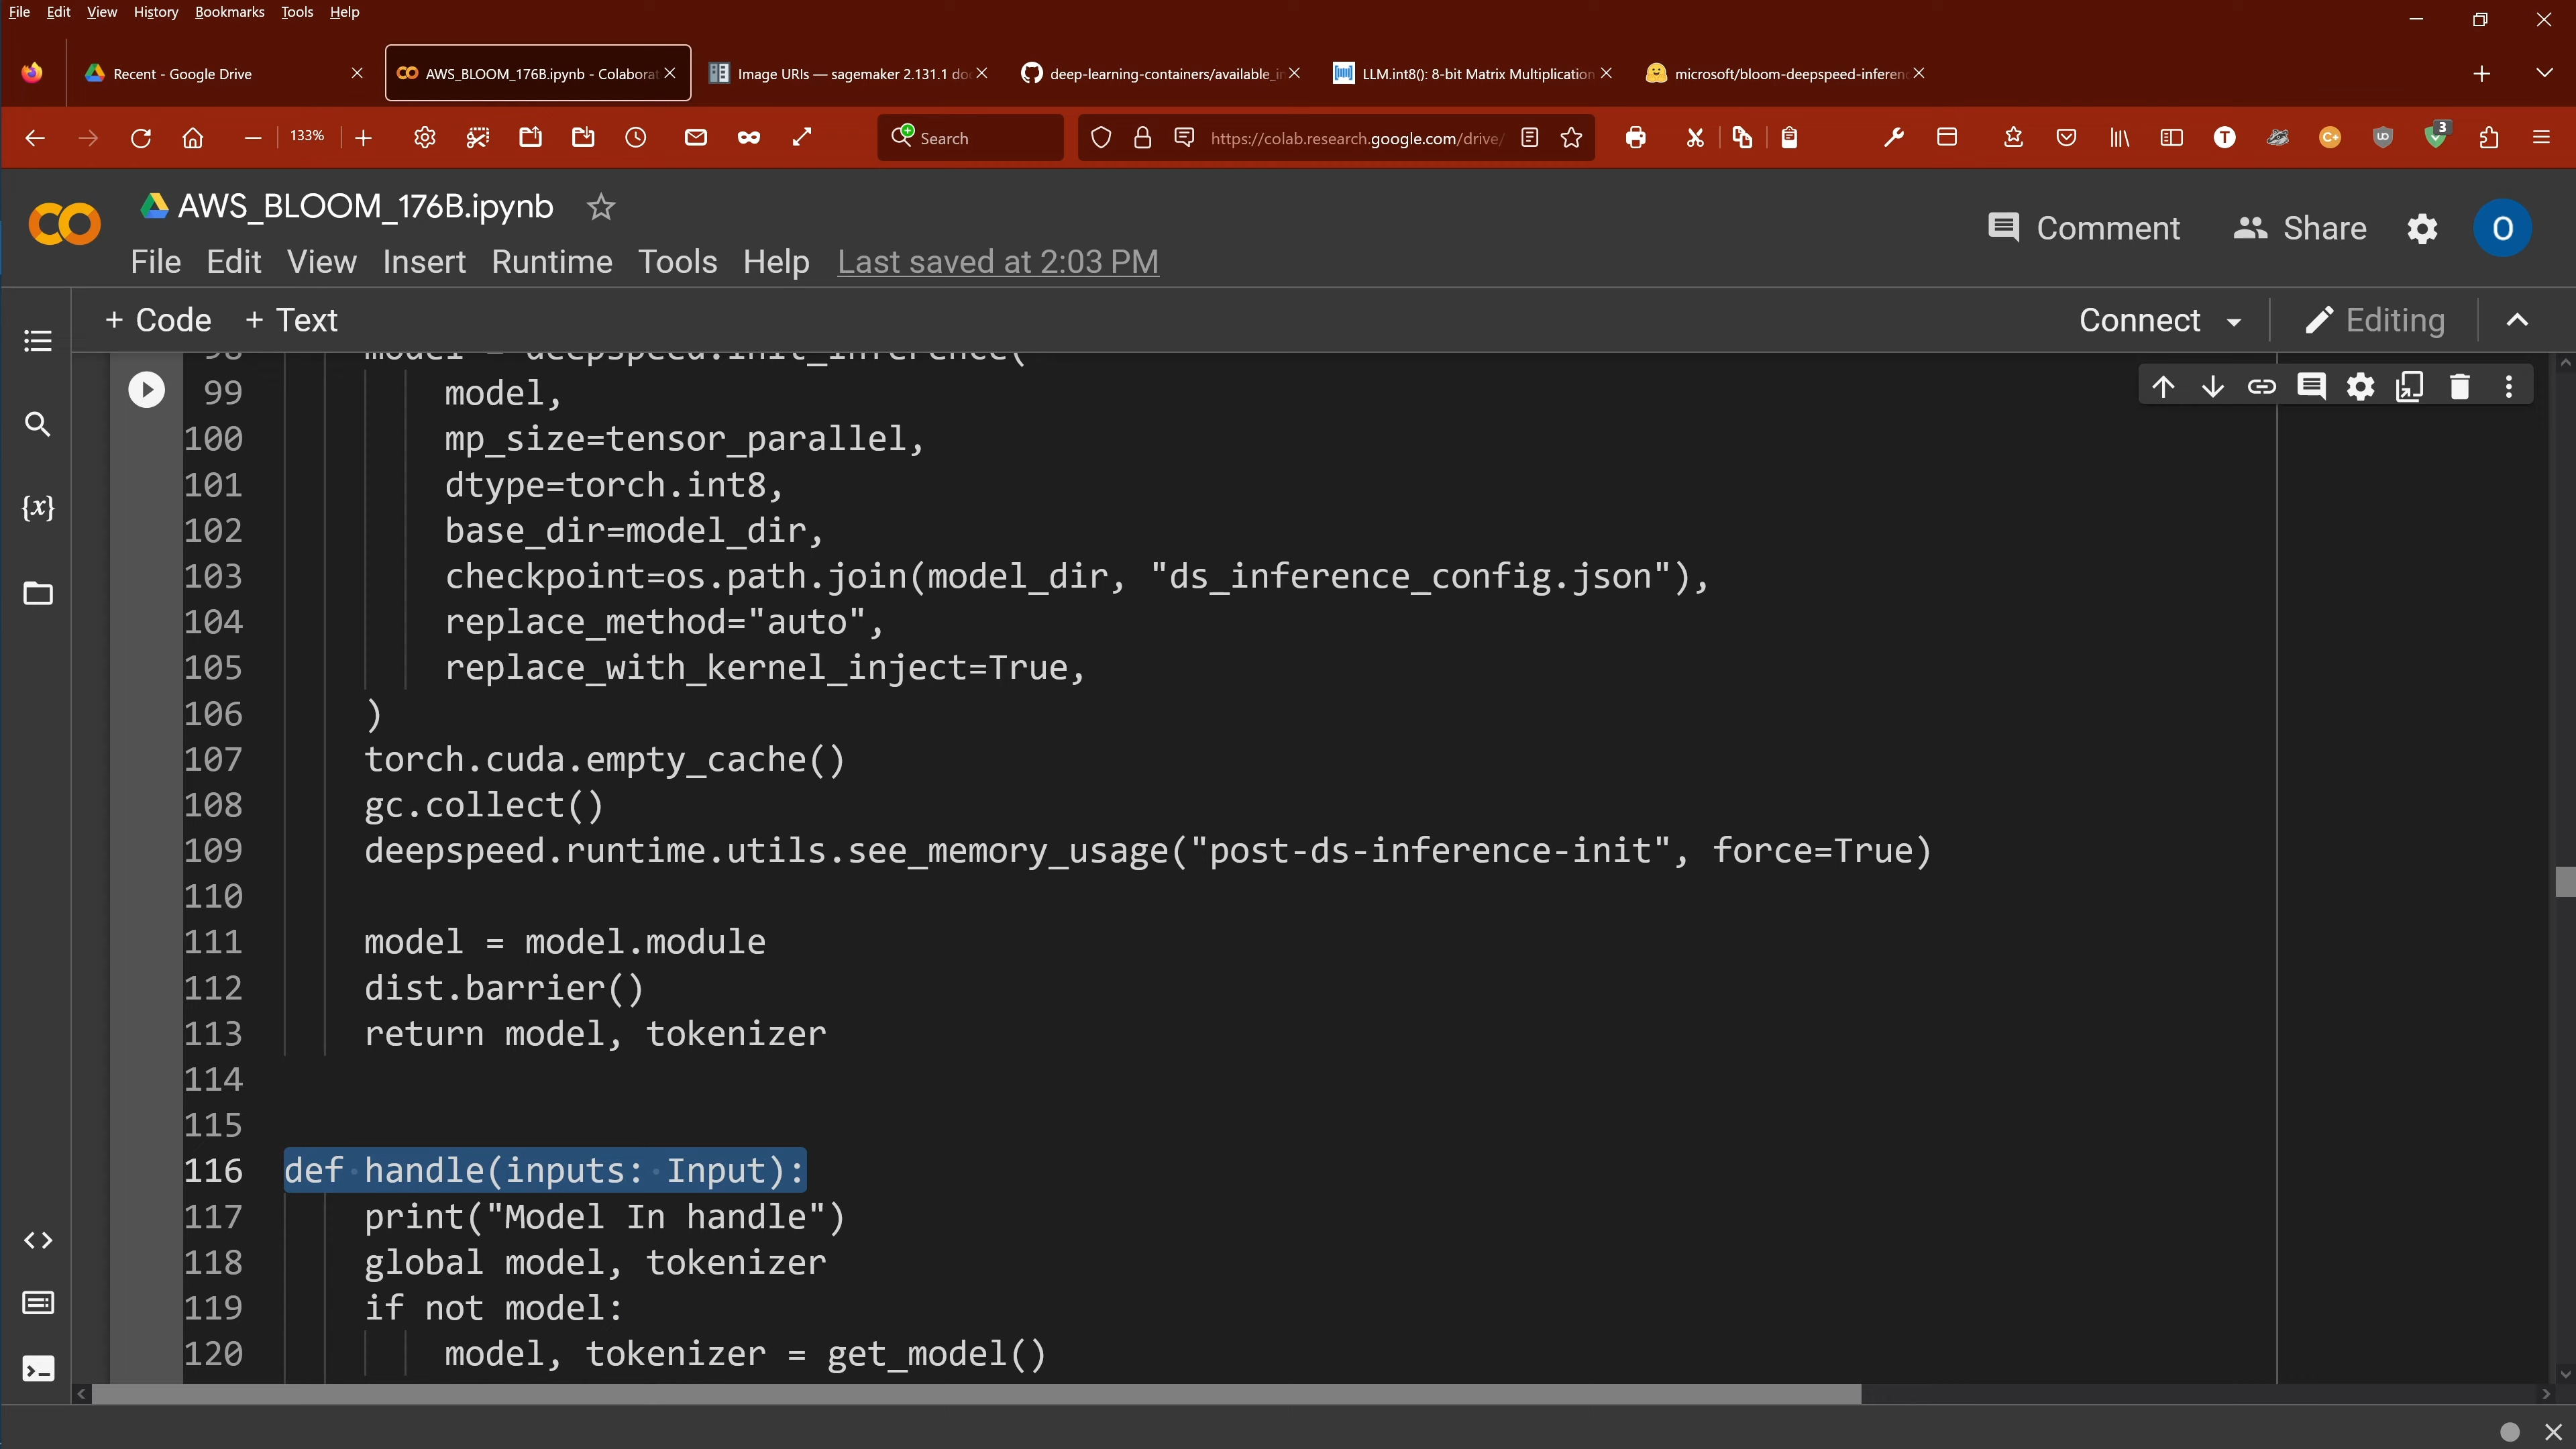 File Edit View History Bookmarks Tools Help
Recent - Google Drive
AWS_BLOOM_176B.ipynb - Colaborat
Image URIs — sagemaker 2.131.1 do
deep-learning-containers/available_i
LLM.int8(): 8-bit Matrix Multiplication
microsoft/bloom-deepspeed-inferen
133%
Search
https://colab.research.google.com/drive/
3
AWS_BLOOM_176B.ipynb
Comment
Share
O
File Edit View Insert Runtime Tools Help Last saved at 2:03 PM
+ Code + Text
Connect
Editing
98 model = deepspeed.init_inference(
99 model,
100 mp_size=tensor_parallel,
101 dtype=torch.int8,
102 base_dir=model_dir,
103 checkpoint=os.path.join(model_dir, "ds_inference_config.json"),
104 replace_method="auto",
105 replace_with_kernel_inject=True,
106 )
107 torch.cuda.empty_cache()
108 gc.collect()
109 deepspeed.runtime.utils.see_memory_usage("post-ds-inference-init", force=True)
110
111 model = model.module
112 dist.barrier()
113 return model, tokenizer
114
115
116 def handle(inputs: Input):
117 print("Model In handle")
118 global model, tokenizer
119 if not model:
120 model, tokenizer = get_model()